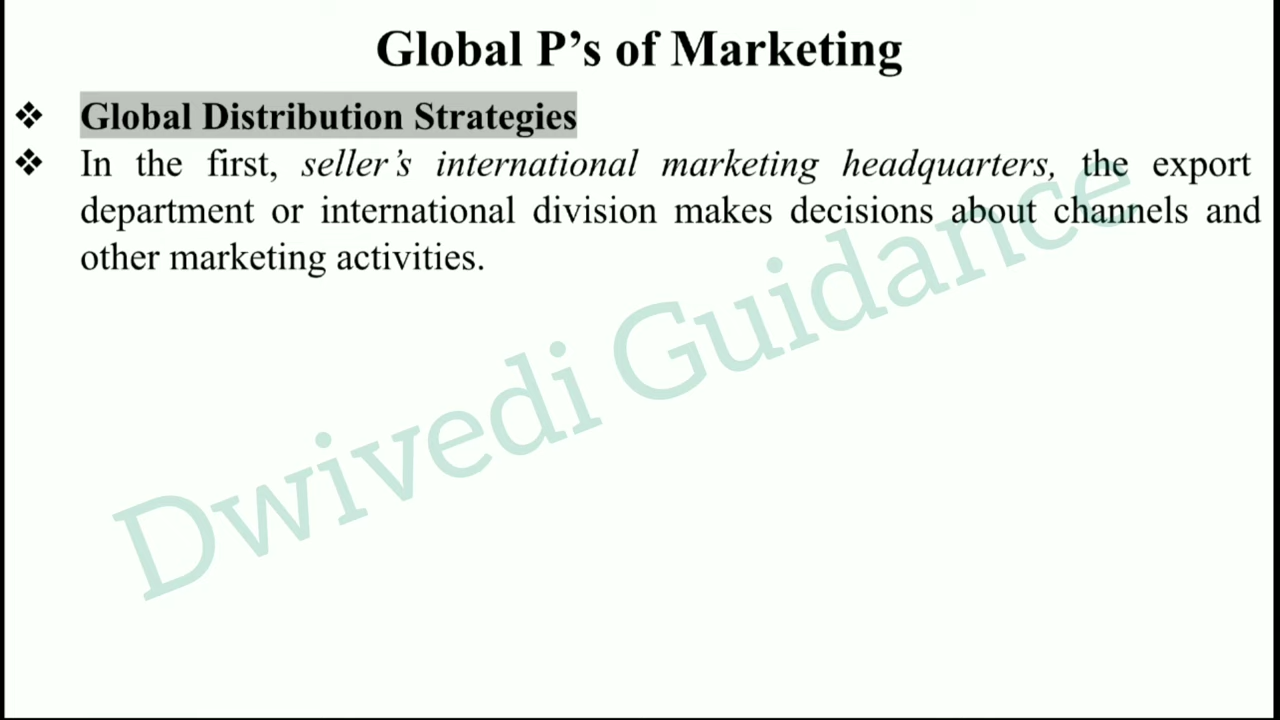 Global P’s of Marketing
❖ Global Distribution Strategies
❖ In the first, seller’s international marketing headquarters, the export
department or international division makes decisions about channels and
other marketing activities.
Dwivedi Guidance